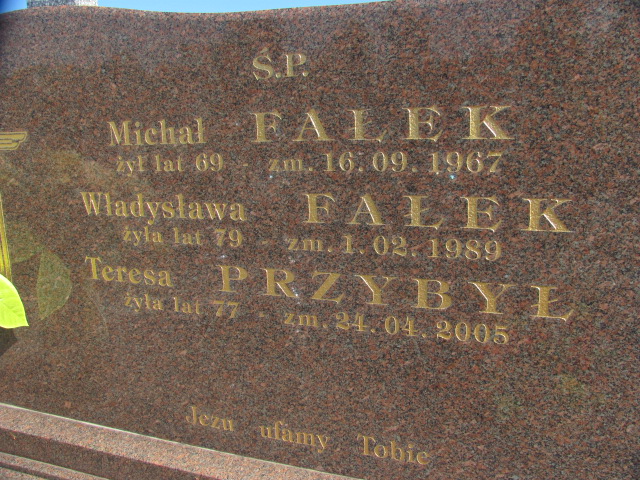 Ś.P.
Michał FAŁEK
żył lat 69 - zm. 16.09.1967
Władysława FAŁEK
żyła lat 79 - zm. 1.02.1989
Teresa PRZYBYŁ
żyła lat 77 - zm. 24.04.2005
Jezu ufamy Tobie